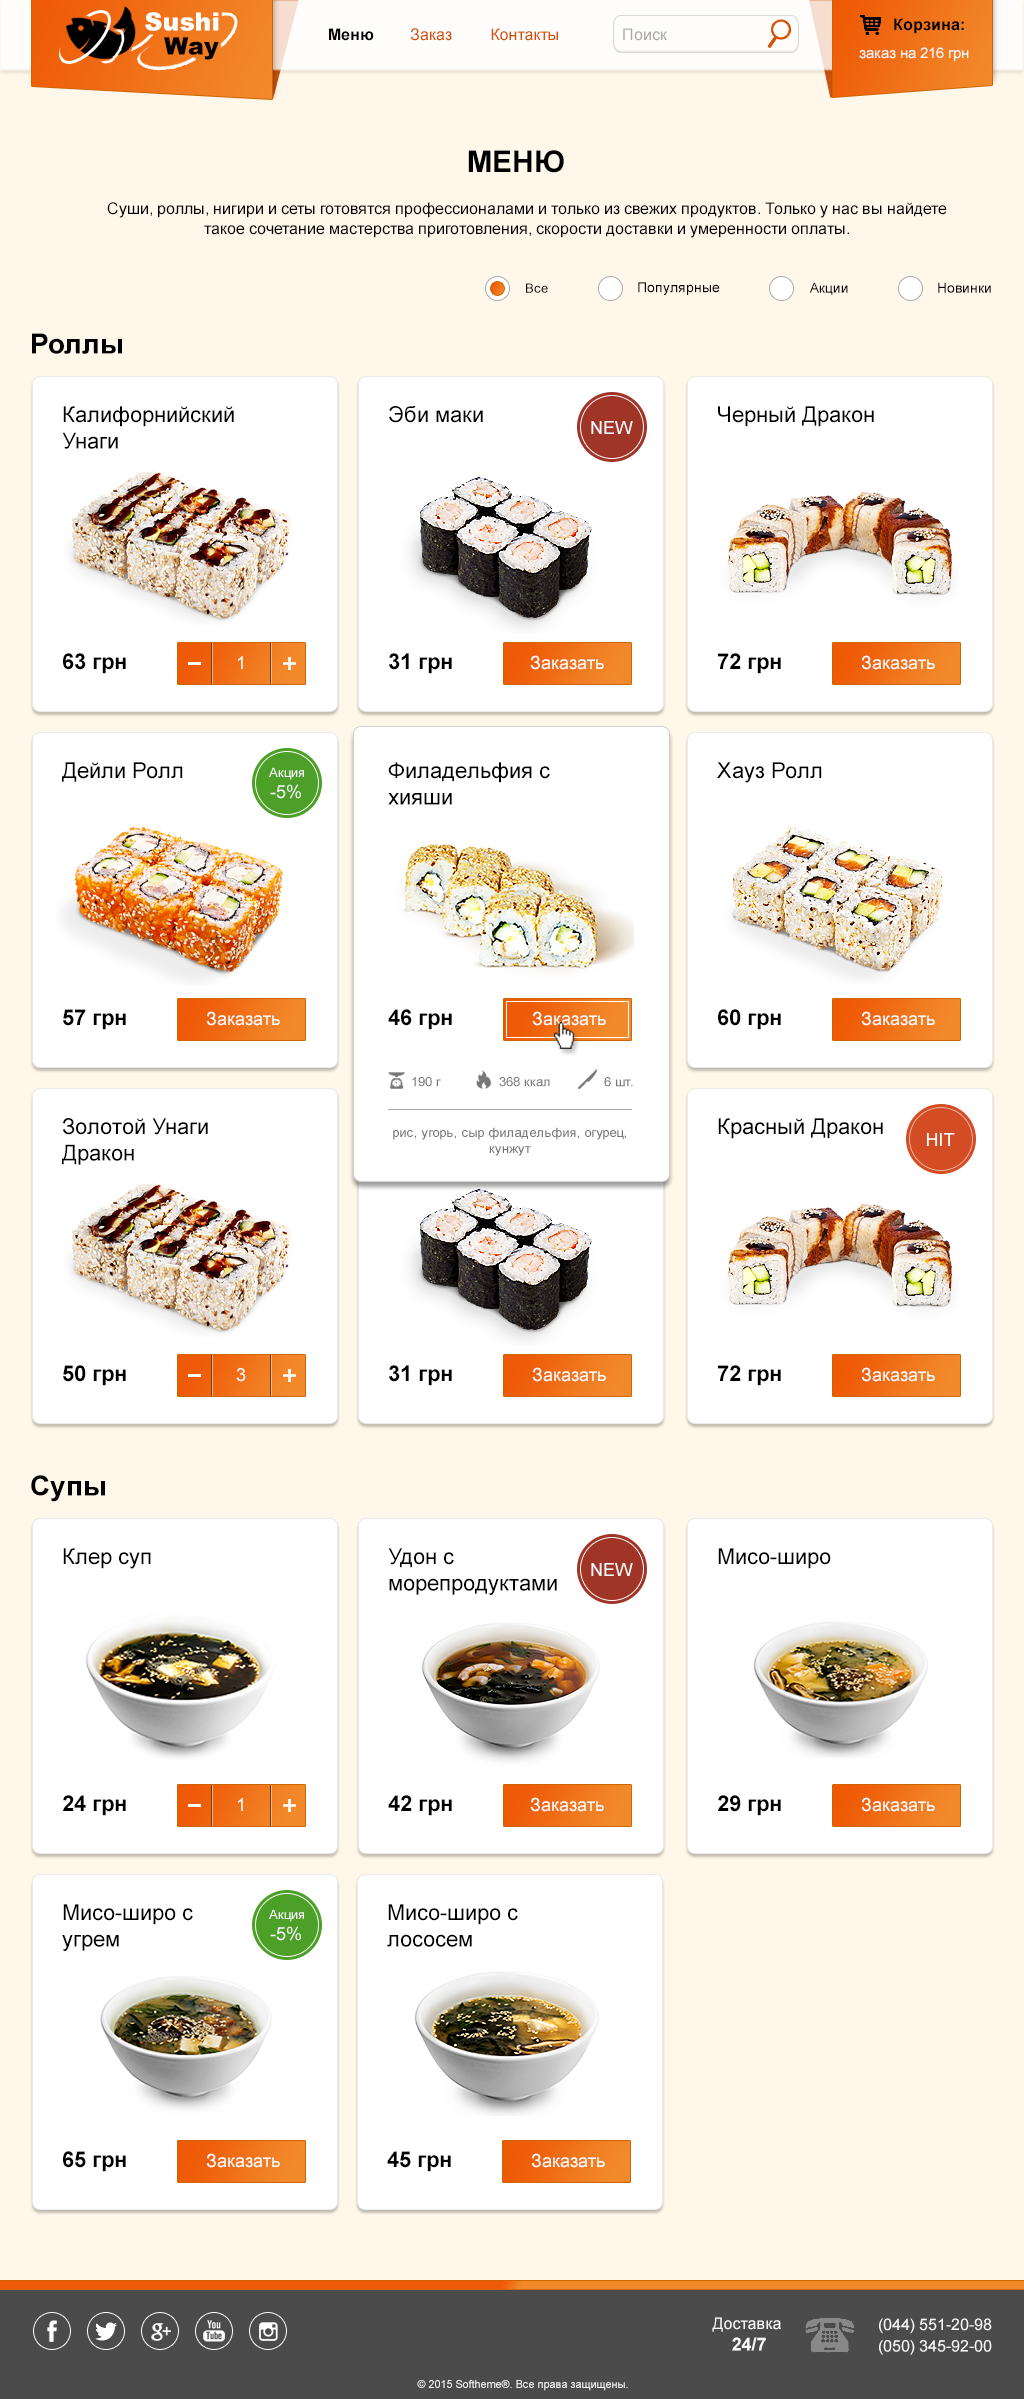 Sushi
Way
Меню
Заказ
Контакты
Поиск
Корзина:
заказ на 216 грн
МЕНЮ
Суши, роллы, нигири и сеты готовятся профессионалами и только из свежих продуктов. Только у нас вы найдете
такое сочетание мастерства приготовления, скорости доставки и умеренности оплаты.
Все
Популярные
Акции
Новинки
Роллы
Калифорнийский
Унаги
63 грн
− 1 +
Эби маки
NEW
31 грн
Заказать
Черный Дракон
72 грн
Заказать
Дейли Ролл
Акция
-5%
57 грн
Заказать
Филадельфия с
хияши
46 грн
Заказать
190 г
368 ккал
6 шт.
рис, угорь, сыр филадельфия, огурец,
кунжут
Хауз Ролл
60 грн
Заказать
Золотой Унаги
Дракон
50 грн
− 3 +
31 грн
Заказать
Красный Дракон
HIT
72 грн
Заказать
Супы
Клер суп
24 грн
− 1 +
Удон с
морепродуктами
NEW
42 грн
Заказать
Мисо-широ
29 грн
Заказать
Мисо-широ с
угрем
Акция
-5%
65 грн
Заказать
Мисо-широ с
лососем
45 грн
Заказать
f
g+
You
Tube
Доставка
24/7
(044) 551-20-98
(050) 345-92-00
© 2015 Softheme®. Все права защищены.